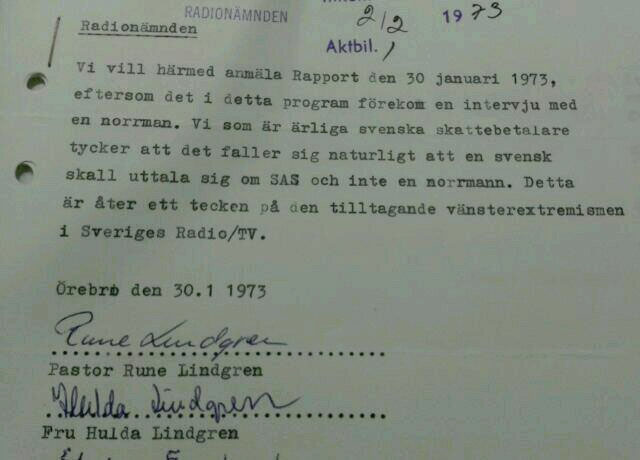 RADIONÄMNDEN
2/2 1973
Radionämnden
Aktbil. 1
Vi vill härmed anmäla Rapport den 30 januari 1973,
eftersom det i detta program förekom en intervju med
en norrman. Vi som är ärliga svenska skattebetalare
tycker att det faller sig naturligt att en svensk
skall uttala sig om SAS och inte en norrmann. Detta
är åter ett tecken på den tilltagande vänsterextremismen
i Sveriges Radio/TV.
Örebro den 30.1 1973
Rune Lindgren
Pastor Rune Lindgren
Hulda Lindgren
Fru Hulda Lindgren